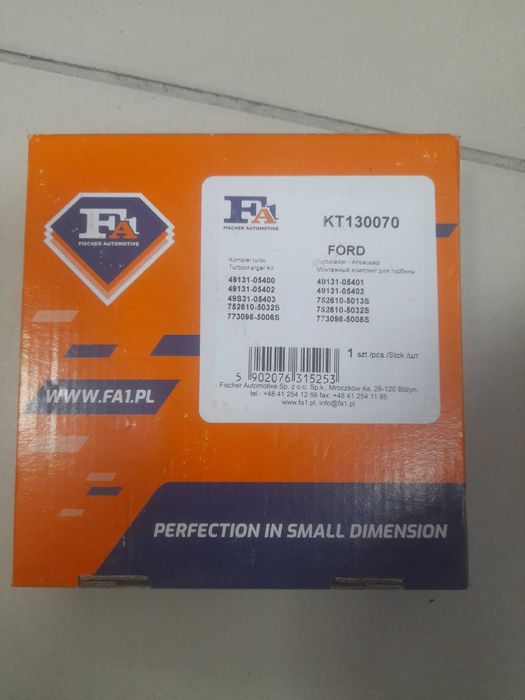 FA
FISCHER AUTOMOTIVE
WWW.FA1.PL
FA
FISCHER AUTOMOTIVE
KT130070
FORD
Komplet turbo
Turbocharger Kit
Turbolader - Anbausatz
Монтажный комплект для турбины
49131-05400 49131-05401
49131-05402 49131-05403
49S31-05403 752610-5013S
752610-5032S 752610-5032S
773098-5006S 773098-5008S
1 szt./pcs./Stck./шт.
5 902076 315253
Fischer Automotive Sp. z o.o. Sp.k., Mroczków 4a, 26-120 Bliżyn,
tel.: +48 41 254 12 66 fax: +48 41 254 11 95
www.fa1.pl, info@fa1.pl
PERFECTION IN SMALL DIMENSION